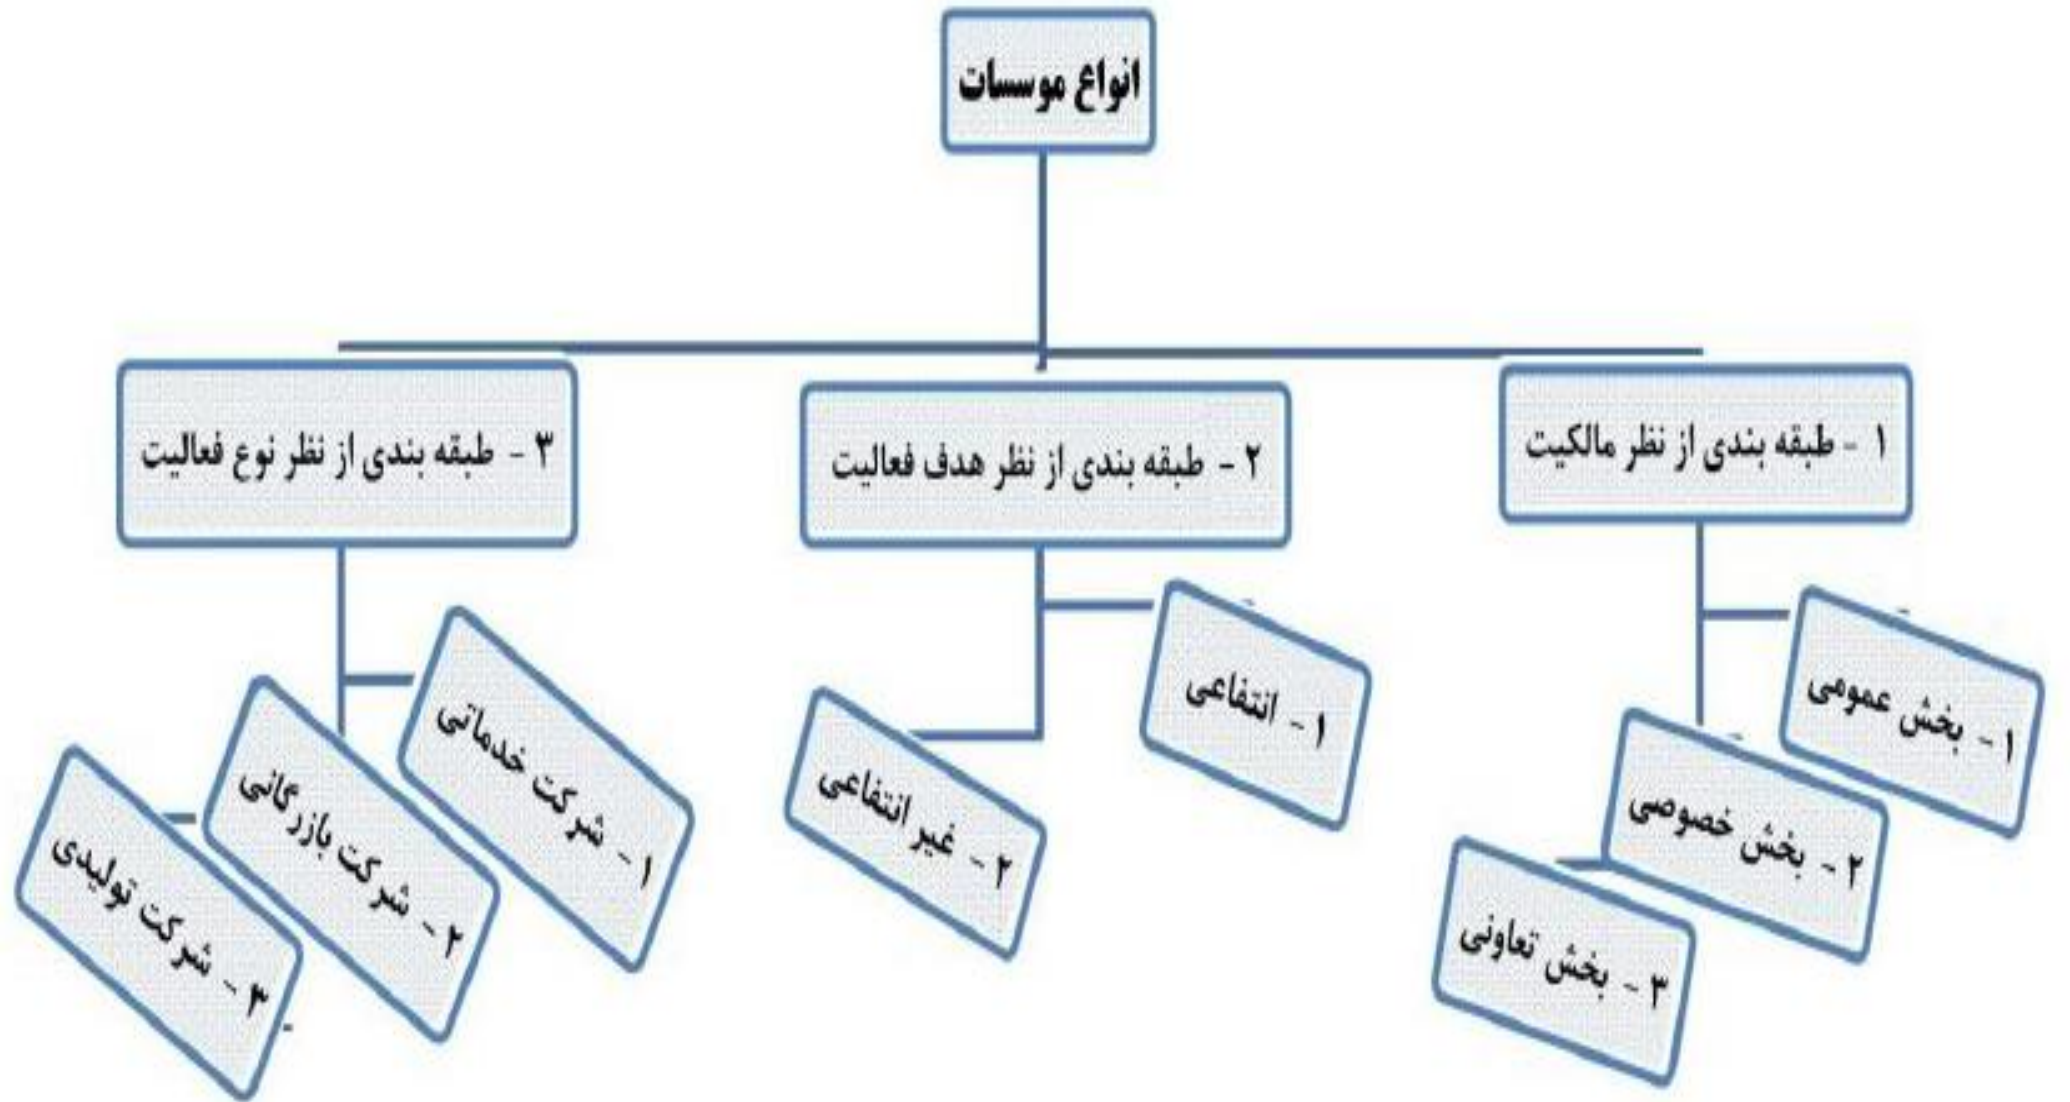 انواع موسسات
۱ - طبقه بندی از نظر مالکیت
۱ - بخش عمومی
۲ - بخش خصوصی
۳ - بخش تعاونی
۲ - طبقه بندی از نظر هدف فعالیت
۱ - انتفاعی
۲ - غیر انتفاعی
۳ - طبقه بندی از نظر نوع فعالیت
۱ - شرکت خدماتی
۲ - شرکت بازرگانی
۳ - شرکت تولیدی